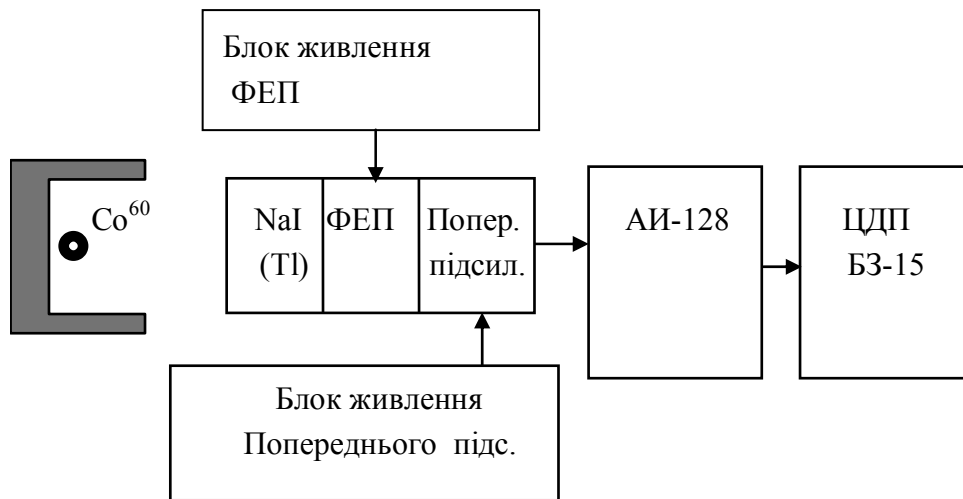 Блок живлення
ФЕП
Co⁶⁰
NaI
(Tl)
ФЕП
Попер.
підсил.
АИ-128
ЦДП
БЗ-15
Блок живлення
Попереднього підс.